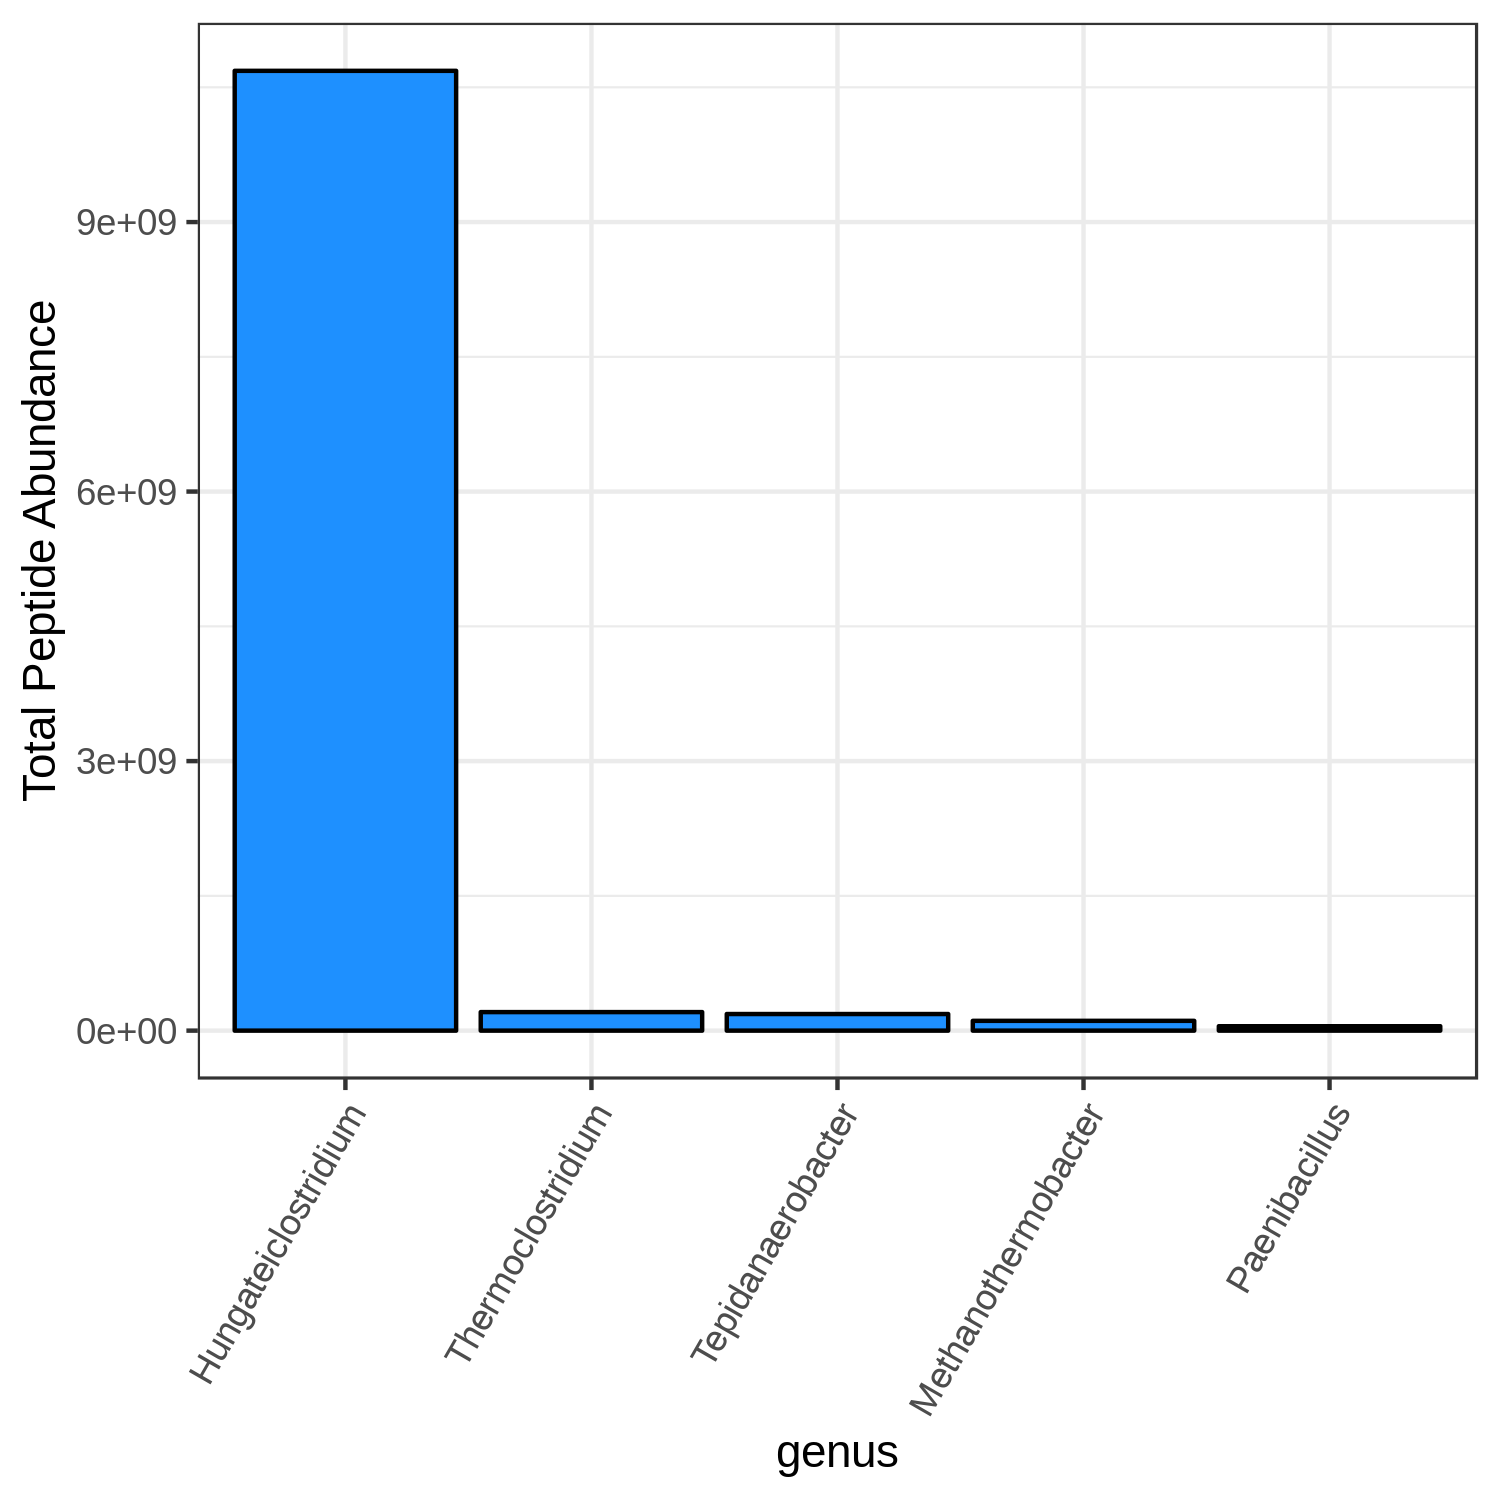 Total Peptide Abundance
9e+09
6e+09
3e+09
0e+00
Hungateiclostridium
Thermoclostridium
Tepidanaerobacter
Methanothermobacter
Paenibacillus
genus